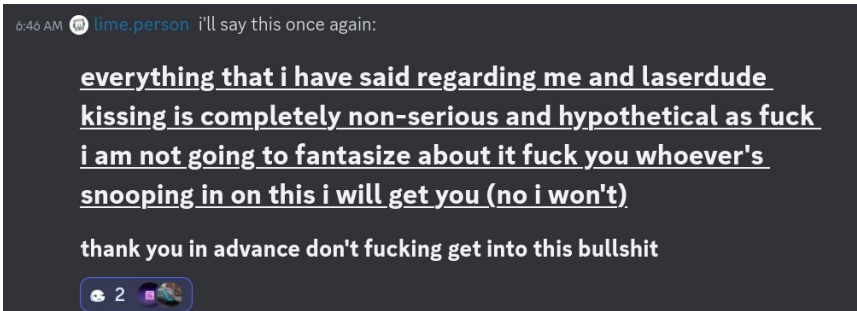 6:46 AM lime.person i'll say this once again:
everything that i have said regarding me and laserdude
kissing is completely non-serious and hypothetical as fuck
i am not going to fantasize about it fuck you whoever's
snooping in on this i will get you (no i won't)
thank you in advance don't fucking get into this bullshit
2